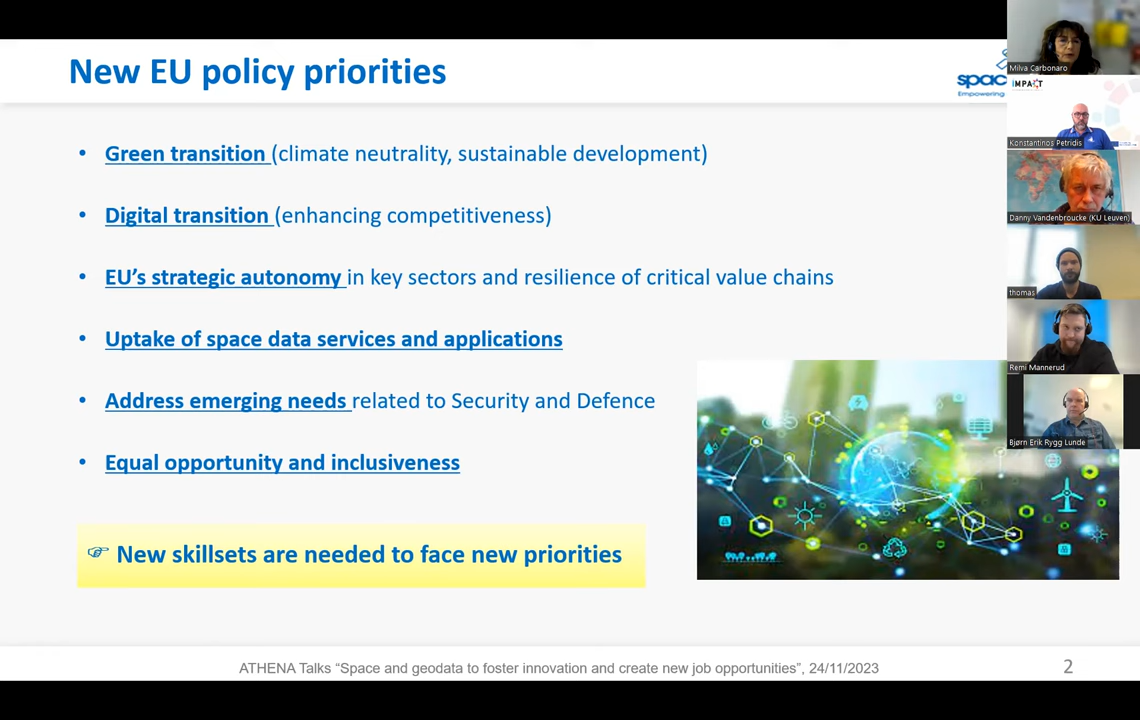 New EU policy priorities
spac
Empowering
• Green transition (climate neutrality, sustainable development)
• Digital transition (enhancing competitiveness)
• EU’s strategic autonomy in key sectors and resilience of critical value chains
• Uptake of space data services and applications
• Address emerging needs related to Security and Defence
• Equal opportunity and inclusiveness
☞ New skillsets are needed to face new priorities
ATHENA Talks “Space and geodata to foster innovation and create new job opportunities”, 24/11/2023
2
Milva Carbonaro
IMPACT
Konstantinos Petridis
Danny Vandenbroucke (KU Leuven)
thomas
Remi Mannerud
Bjørn Erik Rygg Lunde